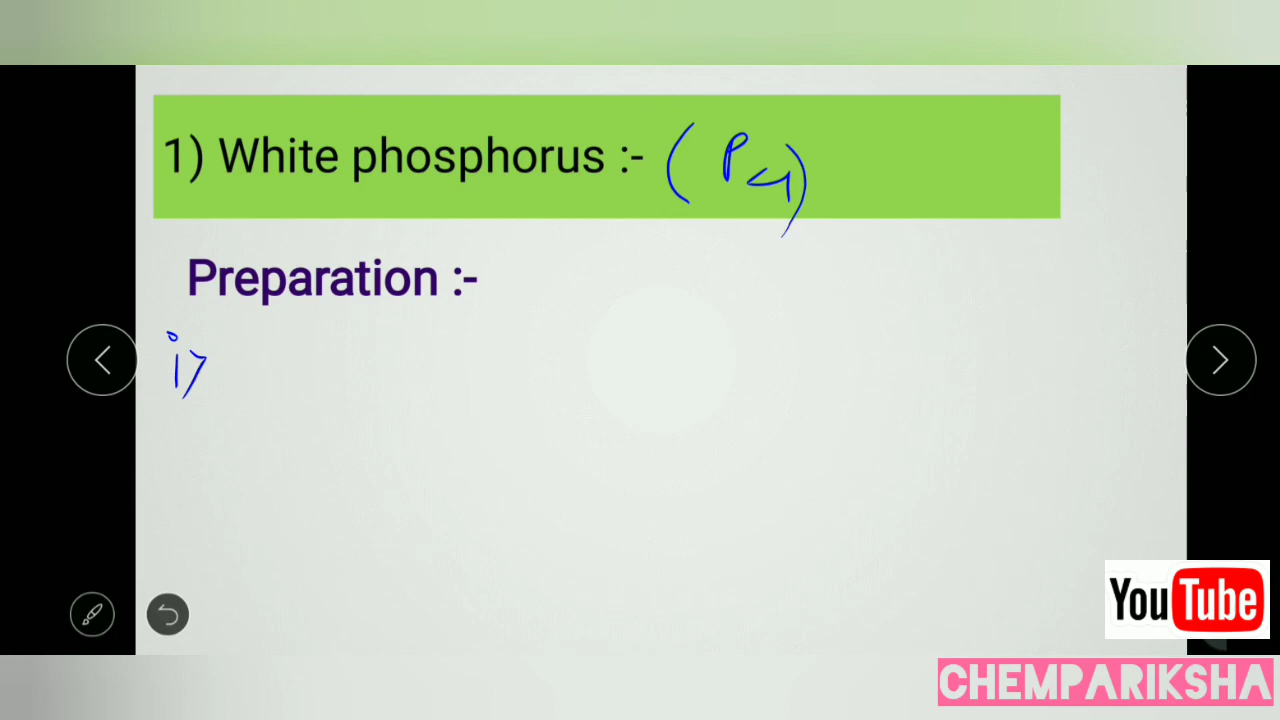 1) White phosphorus :- (P4)
Preparation :-
i)
YouTube
CHEMPARIKSHA